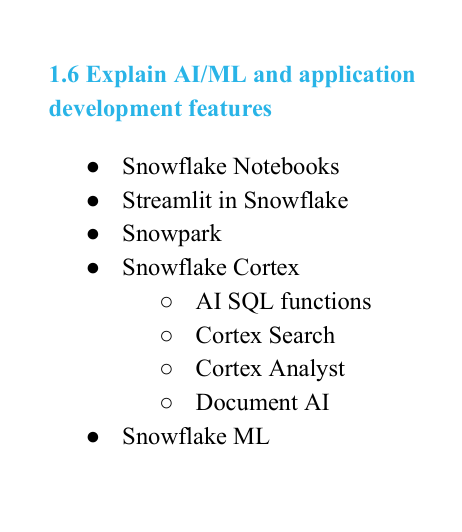 1.6 Explain AI/ML and application
development features
● Snowflake Notebooks
● Streamlit in Snowflake
● Snowpark
● Snowflake Cortex
○ AI SQL functions
○ Cortex Search
○ Cortex Analyst
○ Document AI
● Snowflake ML